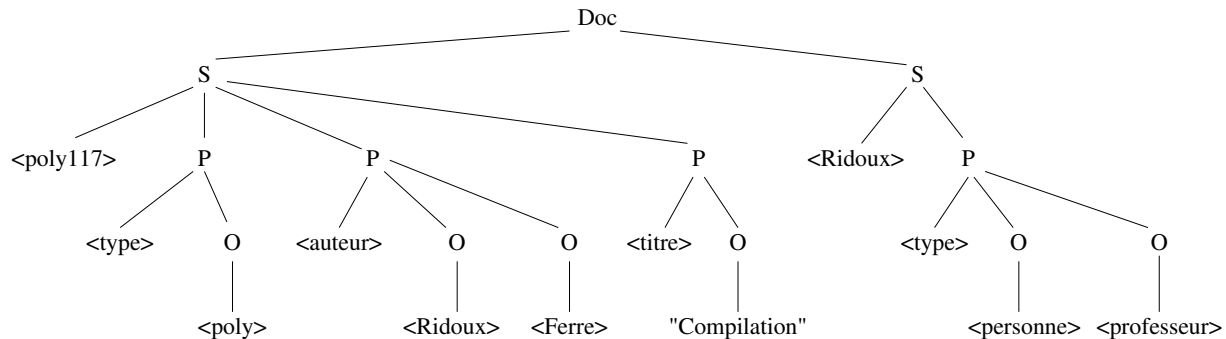 Doc
S S
<poly117> P P P <Ridoux> P
<type> O <auteur> O O <titre> O <type> O O
<poly> <Ridoux> <Ferre> "Compilation" <personne> <professeur>